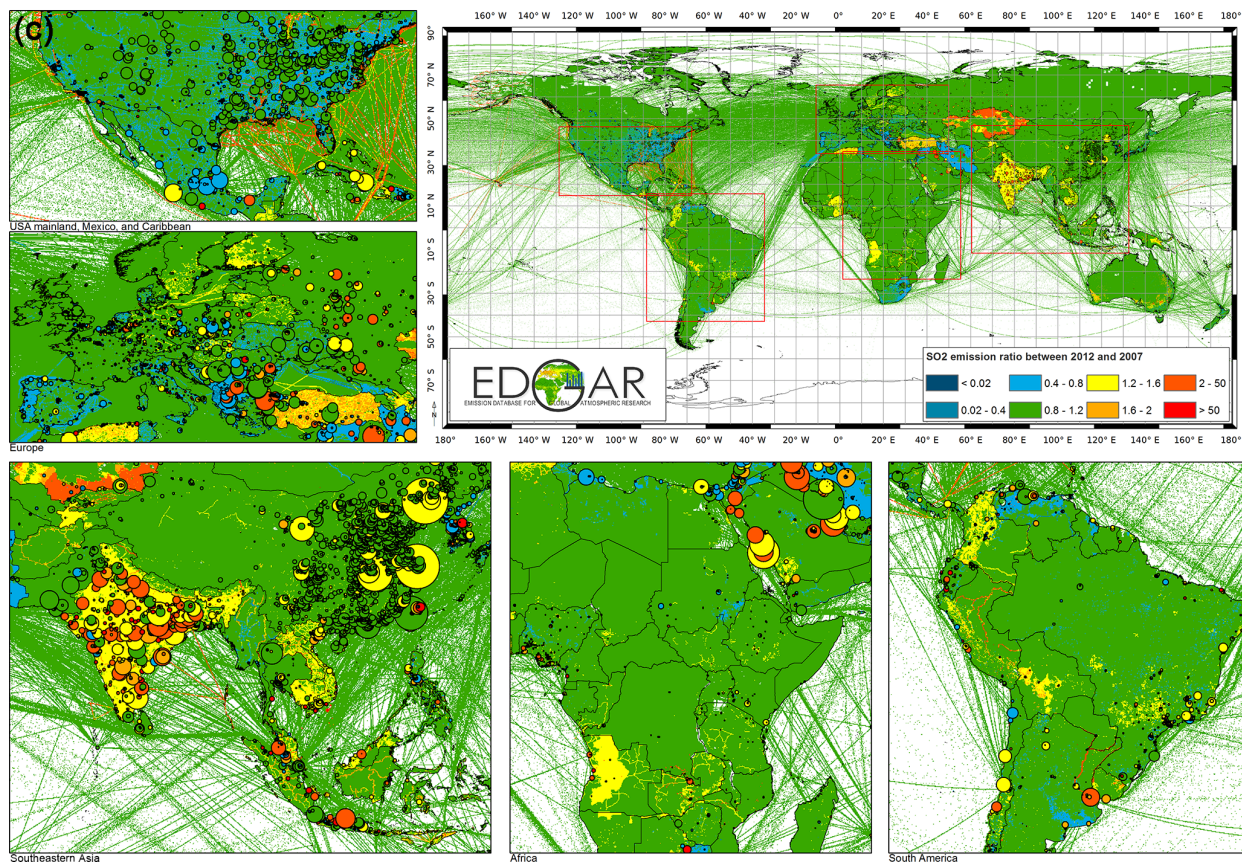 (c)
160° W 140° W 120° W 100° W 80° W 60° W 40° W 20° W 0° 20° E 40° E 60° E 80° E 100° E 120° E 140° E 160° E
90°
70° N
50° N
30° N
10° N
10° S
30° S
50° S
70° S
90°
USA mainland, Mexico, and Caribbean
Europe
EDGAR
EMISSION DATABASE FOR GLOBAL ATMOSPHERIC RESEARCH
SO2 emission ratio between 2012 and 2007
< 0.02 0.4 - 0.8 1.2 - 1.6 2 - 50
0.02 - 0.4 0.8 - 1.2 1.6 - 2 > 50
180° 160° W 140° W 120° W 100° W 80° W 60° W 40° W 20° W 0° 20° E 40° E 60° E 80° E 100° E 120° E 140° E 160° E 180°
Southeastern Asia
Africa
South America